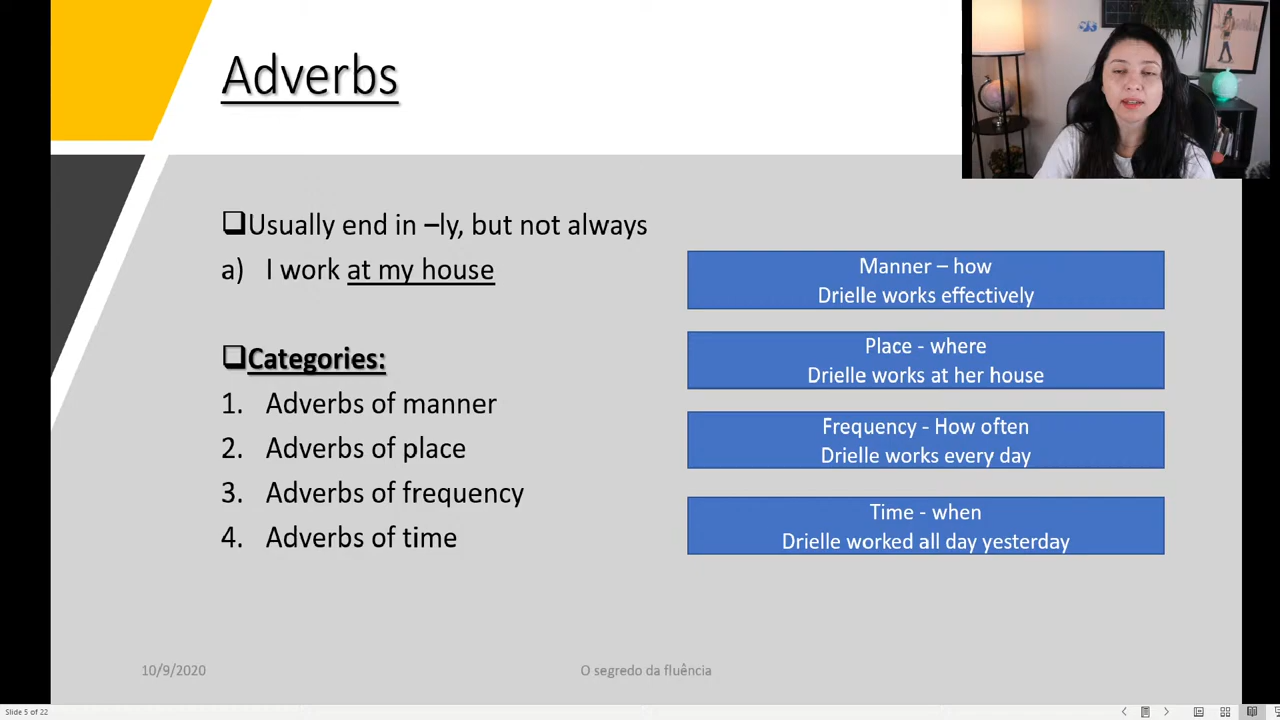 Adverbs
❑Usually end in –ly, but not always
a) I work at my house
❑Categories:
1. Adverbs of manner
2. Adverbs of place
3. Adverbs of frequency
4. Adverbs of time
Manner – how
Drielle works effectively
Place - where
Drielle works at her house
Frequency - How often
Drielle works every day
Time - when
Drielle worked all day yesterday
10/9/2020
O segredo da fluência
Slide 5 of 22